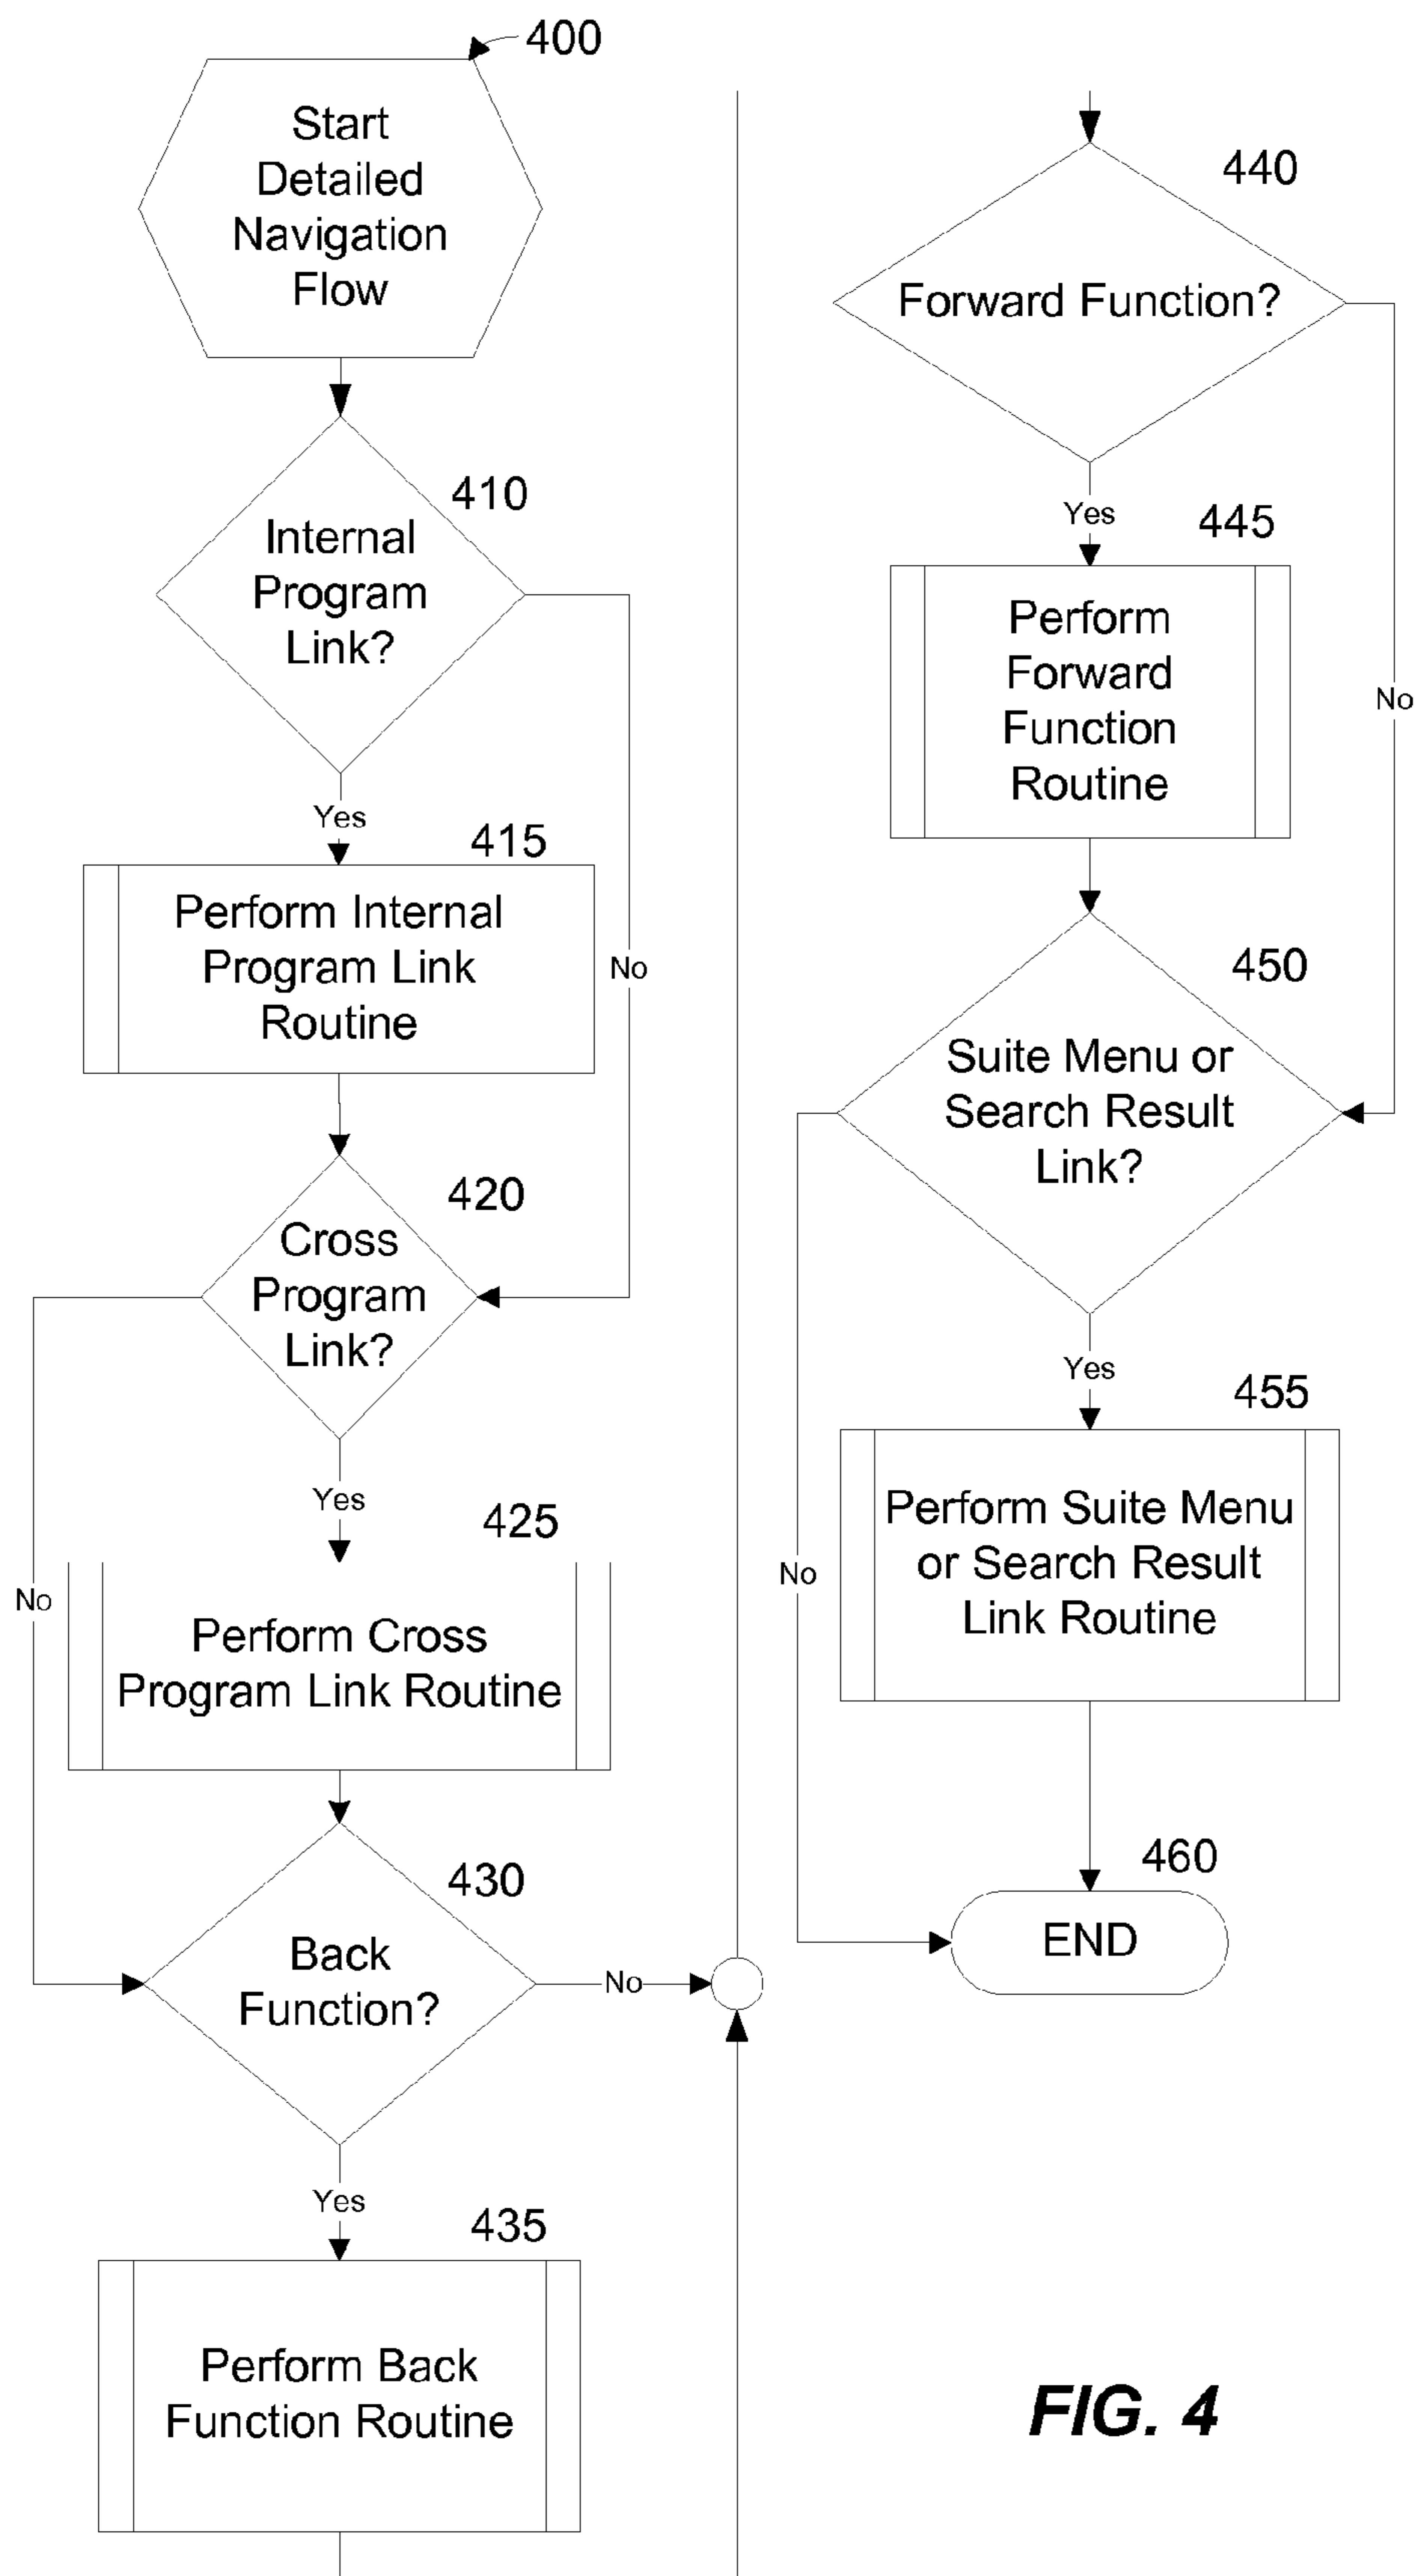 400
Start
Detailed
Navigation
Flow
410
Internal
Program
Link?
Yes
No
415
Perform Internal
Program Link
Routine
420
Cross
Program
Link?
Yes
No
425
Perform Cross
Program Link Routine
430
Back
Function?
No
Yes
435
Perform Back
Function Routine
440
Forward Function?
Yes
No
445
Perform
Forward
Function
Routine
450
Suite Menu or
Search Result
Link?
Yes
No
455
Perform Suite Menu
or Search Result
Link Routine
460
END
FIG. 4